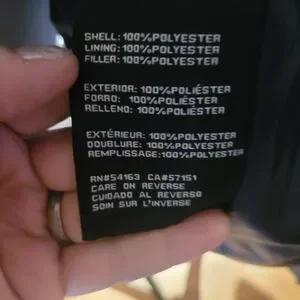 SHELL: 100%POLYESTER
LINING: 100%POLYESTER
FILLER: 100%POLYESTER
EXTERIOR: 100%POLIÉSTER
FORRO: 100%POLIÉSTER
RELLENO: 100%POLIÉSTER
EXTÉRIEUR: 100%POLYESTER
DOUBLURE: 100%POLYESTER
REMPLISSAGE:100%POLYESTER
RN#54163 CA#57151
CARE ON REVERSE
CUIDADO AL REVERSO
SOIN SUR L'INVERSE